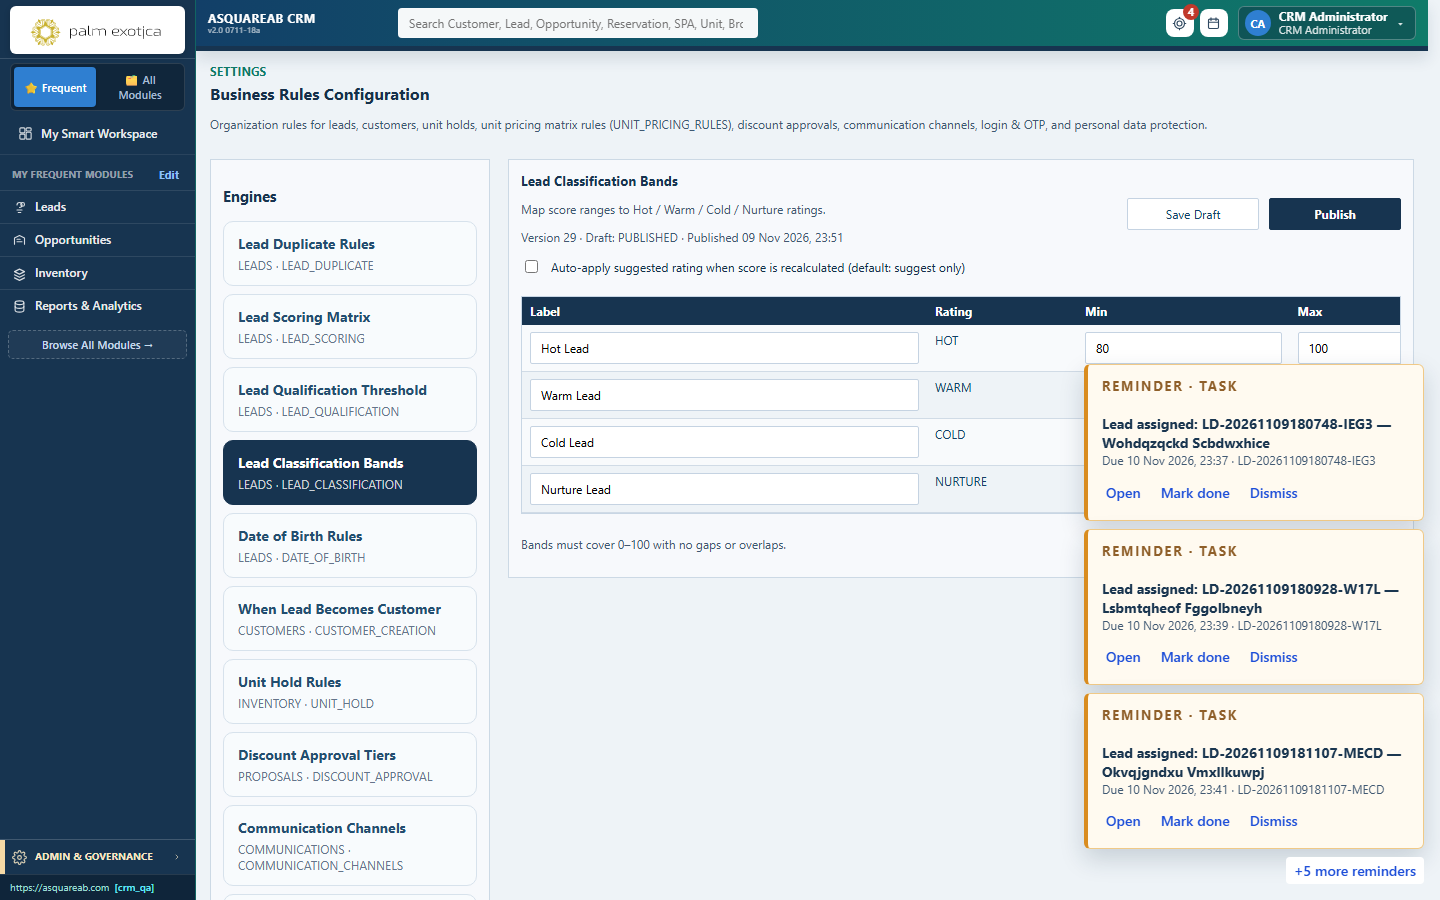 palm exotica
ASQUAREAB CRM
v2.0 0711-18a
Search Customer, Lead, Opportunity, Reservation, SPA, Unit, Brc
4
CA
CRM Administrator
CRM Administrator
Frequent
All Modules
My Smart Workspace
MY FREQUENT MODULES
Edit
Leads
Opportunities
Inventory
Reports & Analytics
Browse All Modules →
ADMIN & GOVERNANCE
https://asquareab.com [crm_qa]
SETTINGS
Business Rules Configuration
Organization rules for leads, customers, unit holds, unit pricing matrix rules (UNIT_PRICING_RULES), discount approvals, communication channels, login & OTP, and personal data protection.
Engines
Lead Duplicate Rules
LEADS · LEAD_DUPLICATE
Lead Scoring Matrix
LEADS · LEAD_SCORING
Lead Qualification Threshold
LEADS · LEAD_QUALIFICATION
Lead Classification Bands
LEADS · LEAD_CLASSIFICATION
Date of Birth Rules
LEADS · DATE_OF_BIRTH
When Lead Becomes Customer
CUSTOMERS · CUSTOMER_CREATION
Unit Hold Rules
INVENTORY · UNIT_HOLD
Discount Approval Tiers
PROPOSALS · DISCOUNT_APPROVAL
Communication Channels
COMMUNICATIONS ·
COMMUNICATION_CHANNELS
Lead Classification Bands
Map score ranges to Hot / Warm / Cold / Nurture ratings.
Version 29 · Draft: PUBLISHED · Published 09 Nov 2026, 23:51
Save Draft
Publish
Auto-apply suggested rating when score is recalculated (default: suggest only)
Label Rating Min Max
Hot Lead HOT 80 100
Warm Lead WARM
Cold Lead COLD
Nurture Lead NURTURE
Bands must cover 0–100 with no gaps or overlaps.
REMINDER · TASK
Lead assigned: LD-20261109180748-IEG3 —
Wohdqzqckd Scbdwxhice
Due 10 Nov 2026, 23:37 · LD-20261109180748-IEG3
Open Mark done Dismiss
REMINDER · TASK
Lead assigned: LD-20261109180928-W17L —
Lsbmtqheof Fggolbneyh
Due 10 Nov 2026, 23:39 · LD-20261109180928-W17L
Open Mark done Dismiss
REMINDER · TASK
Lead assigned: LD-20261109181107-MECD —
Okvqjgndxu Vmxllkuwpj
Due 10 Nov 2026, 23:41 · LD-20261109181107-MECD
Open Mark done Dismiss
+5 more reminders